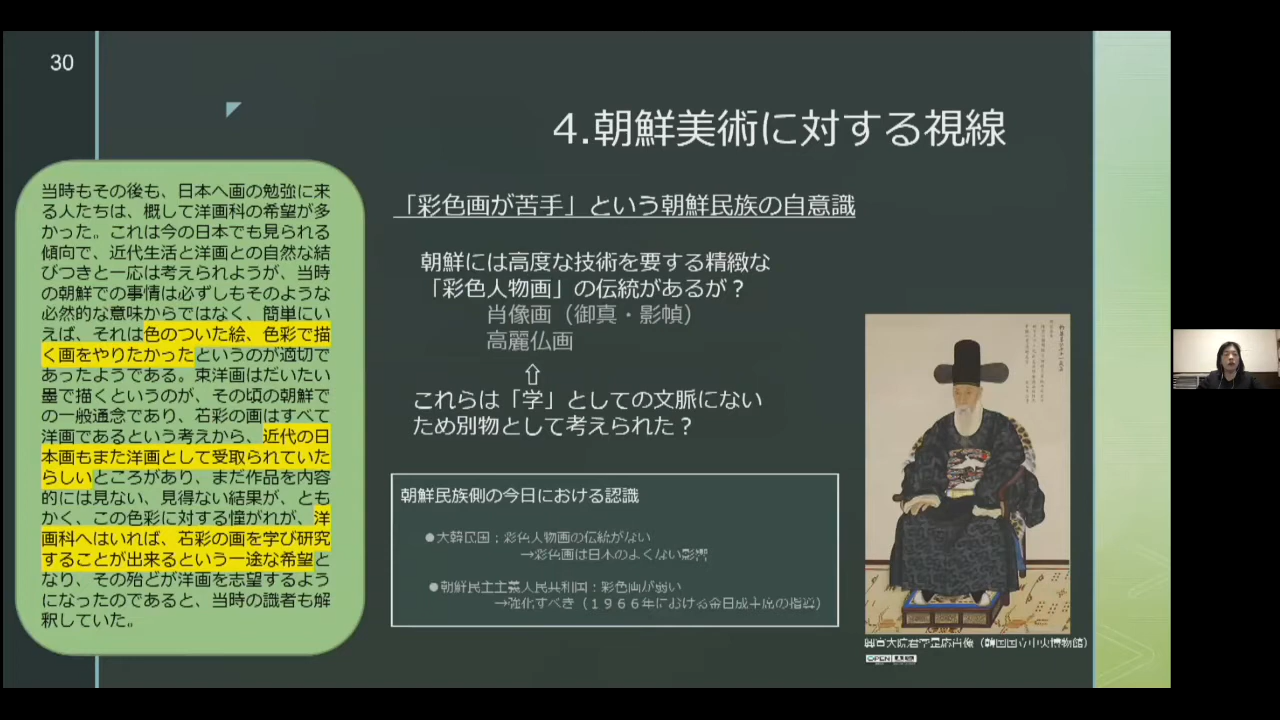 30
4.朝鮮美術に対する視線
当時もその後も、日本へ画の勉強に来
る人たちは、概して洋画科の希望が多
かった。これは今の日本でも見られる
傾向で、近代生活と洋画との自然な結
びつきと一応は考えられようが、当時
の朝鮮での事情は必ずしもそのような
必然的な意味からではなく、簡単にい
えば、それは色のついた絵、色彩で描
く画をやりたかったというのが適切で
あったようである。東洋画はだいたい
墨で描くというのが、その頃の朝鮮で
の一般通念であり、若彩の画はすべて
洋画であるという考えから、近代の日
本画もまた洋画として受取られていた
らしいところがあり、まだ作品を内容
的には見ない、見得ない結果が、とも
かく、この色彩に対する憧がれが、洋
画科へはいれば、若彩の画を学び研究
することが出来るという一途な希望と
なり、その殆どが洋画を志望するよう
になったのであると、当時の識者も解
釈していた。
「彩色画が苦手」という朝鮮民族の自意識
朝鮮には高度な技術を要する精緻な
「彩色人物画」の伝統があるが？
肖像画（御真・影幀）
高麗仏画
⇧
これらは「学」としての文脈にない
ため別物として考えられた？
朝鮮民族側の今日における認識
●大韓民国：彩色人物画の伝統がない
→彩色画は日本のよくない影響
●朝鮮民主主義人民共和国：彩色画が弱い
→強化すべき（１９６６年における金日成主席の指導）
興宣大院君李昰応肖像（韓国国立中央博物館）
OPEN